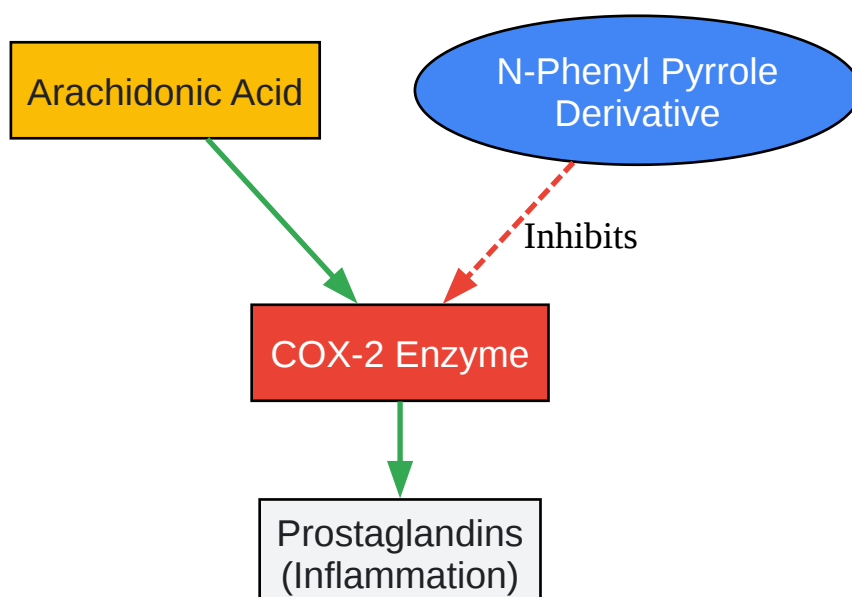 Arachidonic Acid
N-Phenyl Pyrrole
Derivative
Inhibits
COX-2 Enzyme
Prostaglandins
(Inflammation)